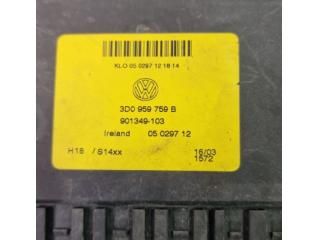 KLO 05 0297 12 18 14
3D0 959 759 B
901349-103
Ireland 05 0297 12
H18 / S14xx 16/03
1572